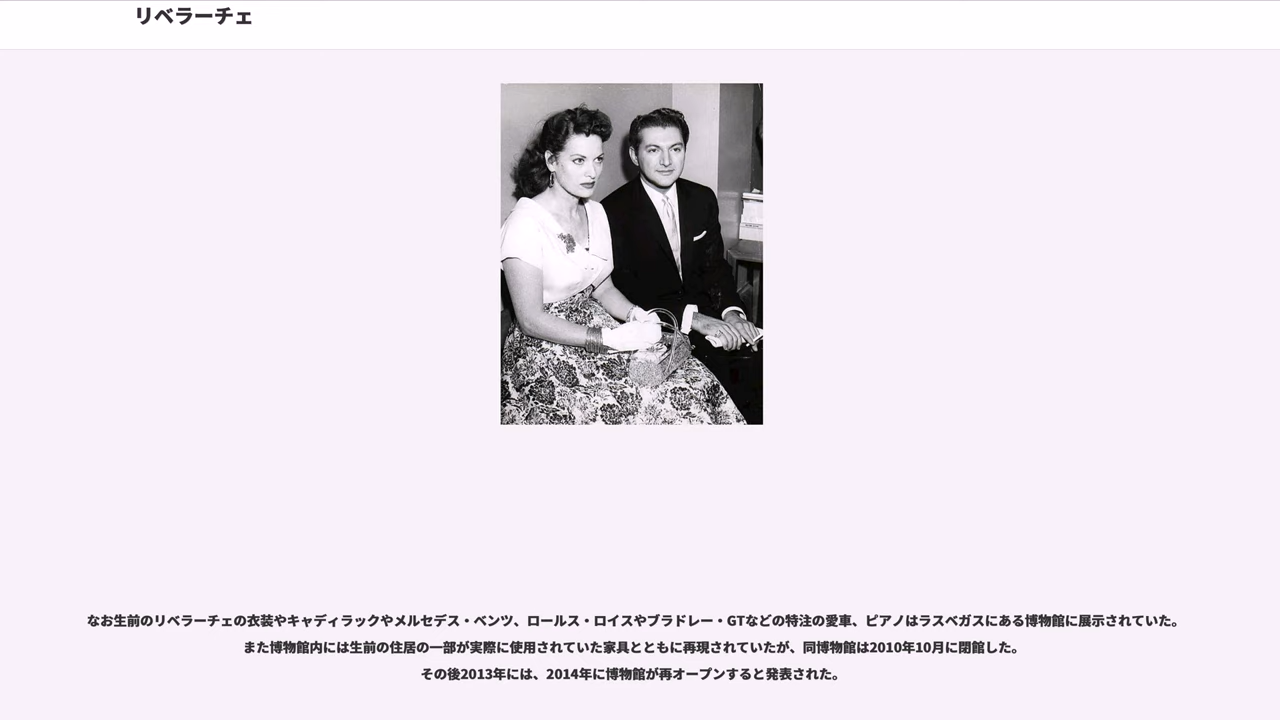 リベラーチェ
なお生前のリベラーチェの衣装やキャディラックやメルセデス・ベンツ、ロールス・ロイスやブラドレー・GTなどの特注の愛車、ピアノはラスベガスにある博物館に展示されていた。
また博物館内には生前の住居の一部が実際に使用されていた家具とともに再現されていたが、同博物館は2010年10月に閉館した。
その後2013年には、2014年に博物館が再オープンすると発表された。